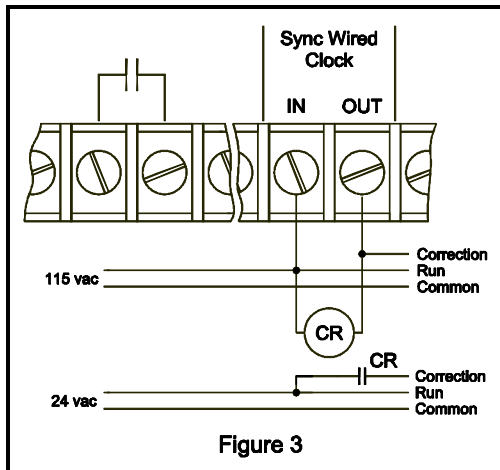 Sync Wired
Clock
IN OUT
Correction
115 vac Run
Common
CR
CR
Correction
24 vac Run
Common
Figure 3